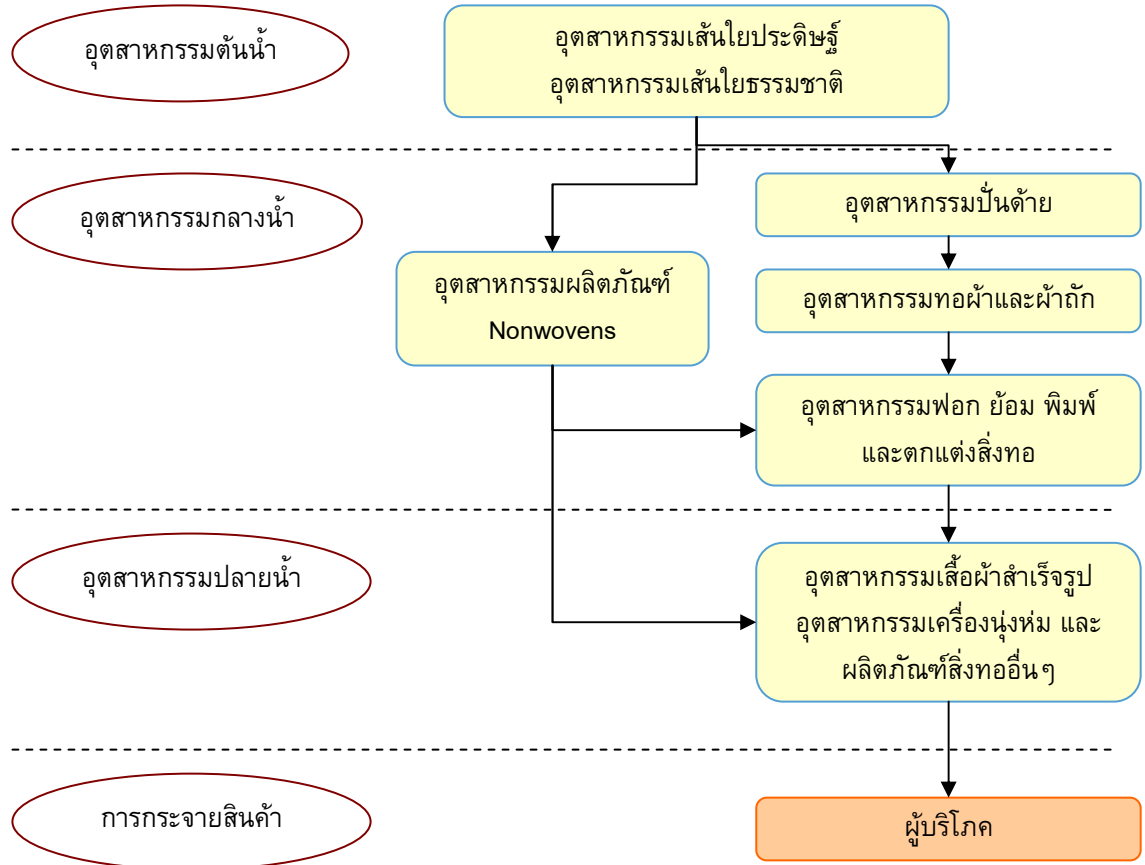 อุตสาหกรรมต้นน้ำ
อุตสาหกรรมเส้นใยประดิษฐ์
อุตสาหกรรมเส้นใยธรรมชาติ
อุตสาหกรรมกลางน้ำ
อุตสาหกรรมปั่นด้าย
อุตสาหกรรมผลิตภัณฑ์
Nonwovens
อุตสาหกรรมทอผ้าและผ้าถัก
อุตสาหกรรมฟอก ย้อม พิมพ์
และตกแต่งสิ่งทอ
อุตสาหกรรมปลายน้ำ
อุตสาหกรรมเสื้อผ้าสำเร็จรูป
อุตสาหกรรมเครื่องนุ่งห่ม และ
ผลิตภัณฑ์สิ่งทออื่นๆ
การกระจายสินค้า
ผู้บริโภค